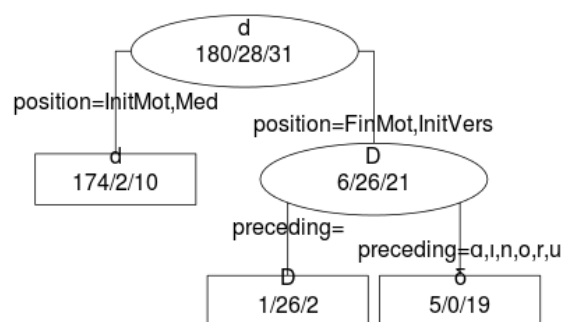 d
180/28/31
position=InitMot,Med
position=FinMot,InitVers
d
174/2/10
D
6/26/21
preceding=
preceding=ɑ,ı,n,o,r,u
D
1/26/2
δ
5/0/19